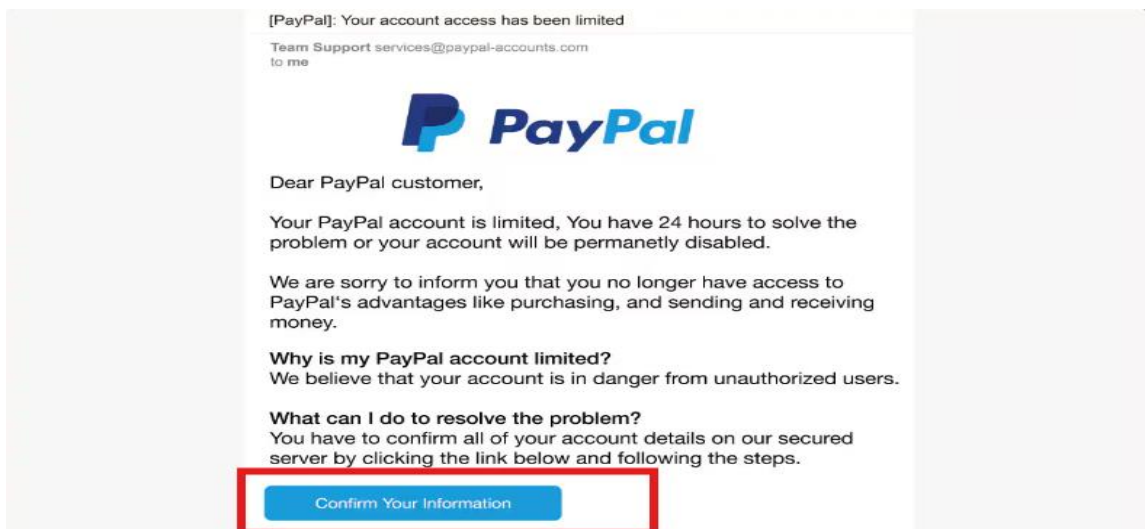 [PayPal]: Your account access has been limited
Team Support services@paypal-accounts.com
to me
PayPal
Dear PayPal customer,
Your PayPal account is limited, You have 24 hours to solve the
problem or your account will be permanetly disabled.
We are sorry to inform you that you no longer have access to
PayPal's advantages like purchasing, and sending and receiving
money.
Why is my PayPal account limited?
We believe that your account is in danger from unauthorized users.
What can I do to resolve the problem?
You have to confirm all of your account details on our secured
server by clicking the link below and following the steps.
Confirm Your Information